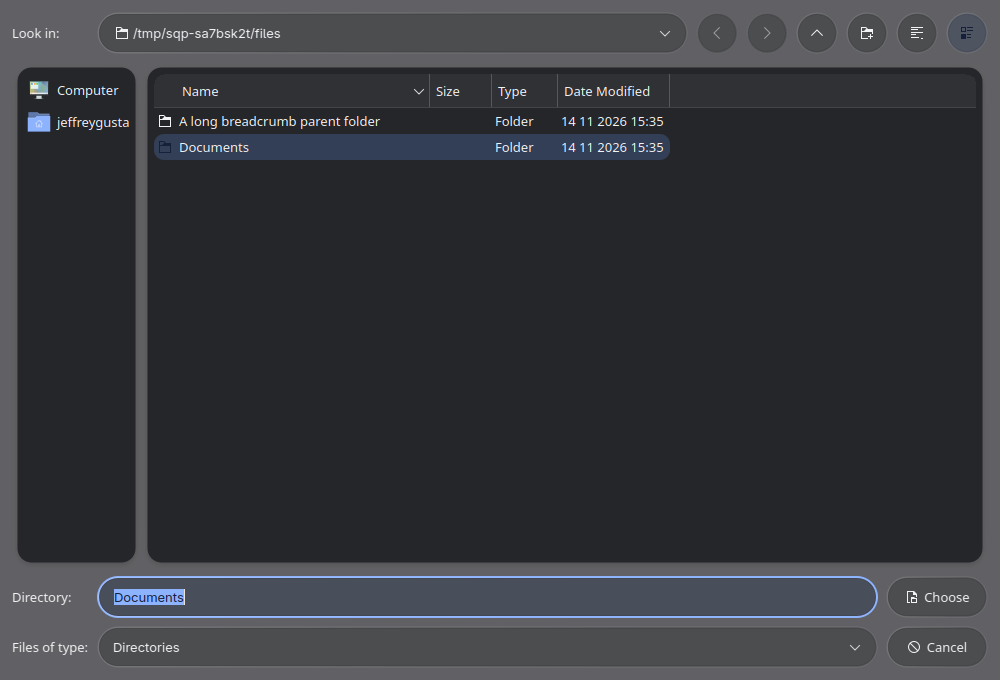 Look in: /tmp/sqp-sa7bsk2t/files
Computer
jeffreygusta
Name Size Type Date Modified
A long breadcrumb parent folder Folder 14 11 2026 15:35
Documents Folder 14 11 2026 15:35
Directory: Documents Choose
Files of type: Directories Cancel